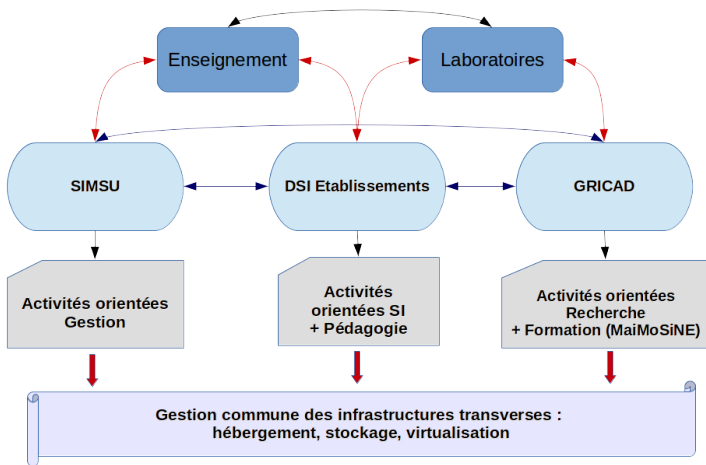 Enseignement
Laboratoires
SIMSU
DSI Etablissements
GRICAD
Activités orientées
Gestion
Activités
orientées SI
+ Pédagogie
Activités orientées
Recherche
+ Formation (MaiMoSiNE)
Gestion commune des infrastructures transverses :
hébergement, stockage, virtualisation